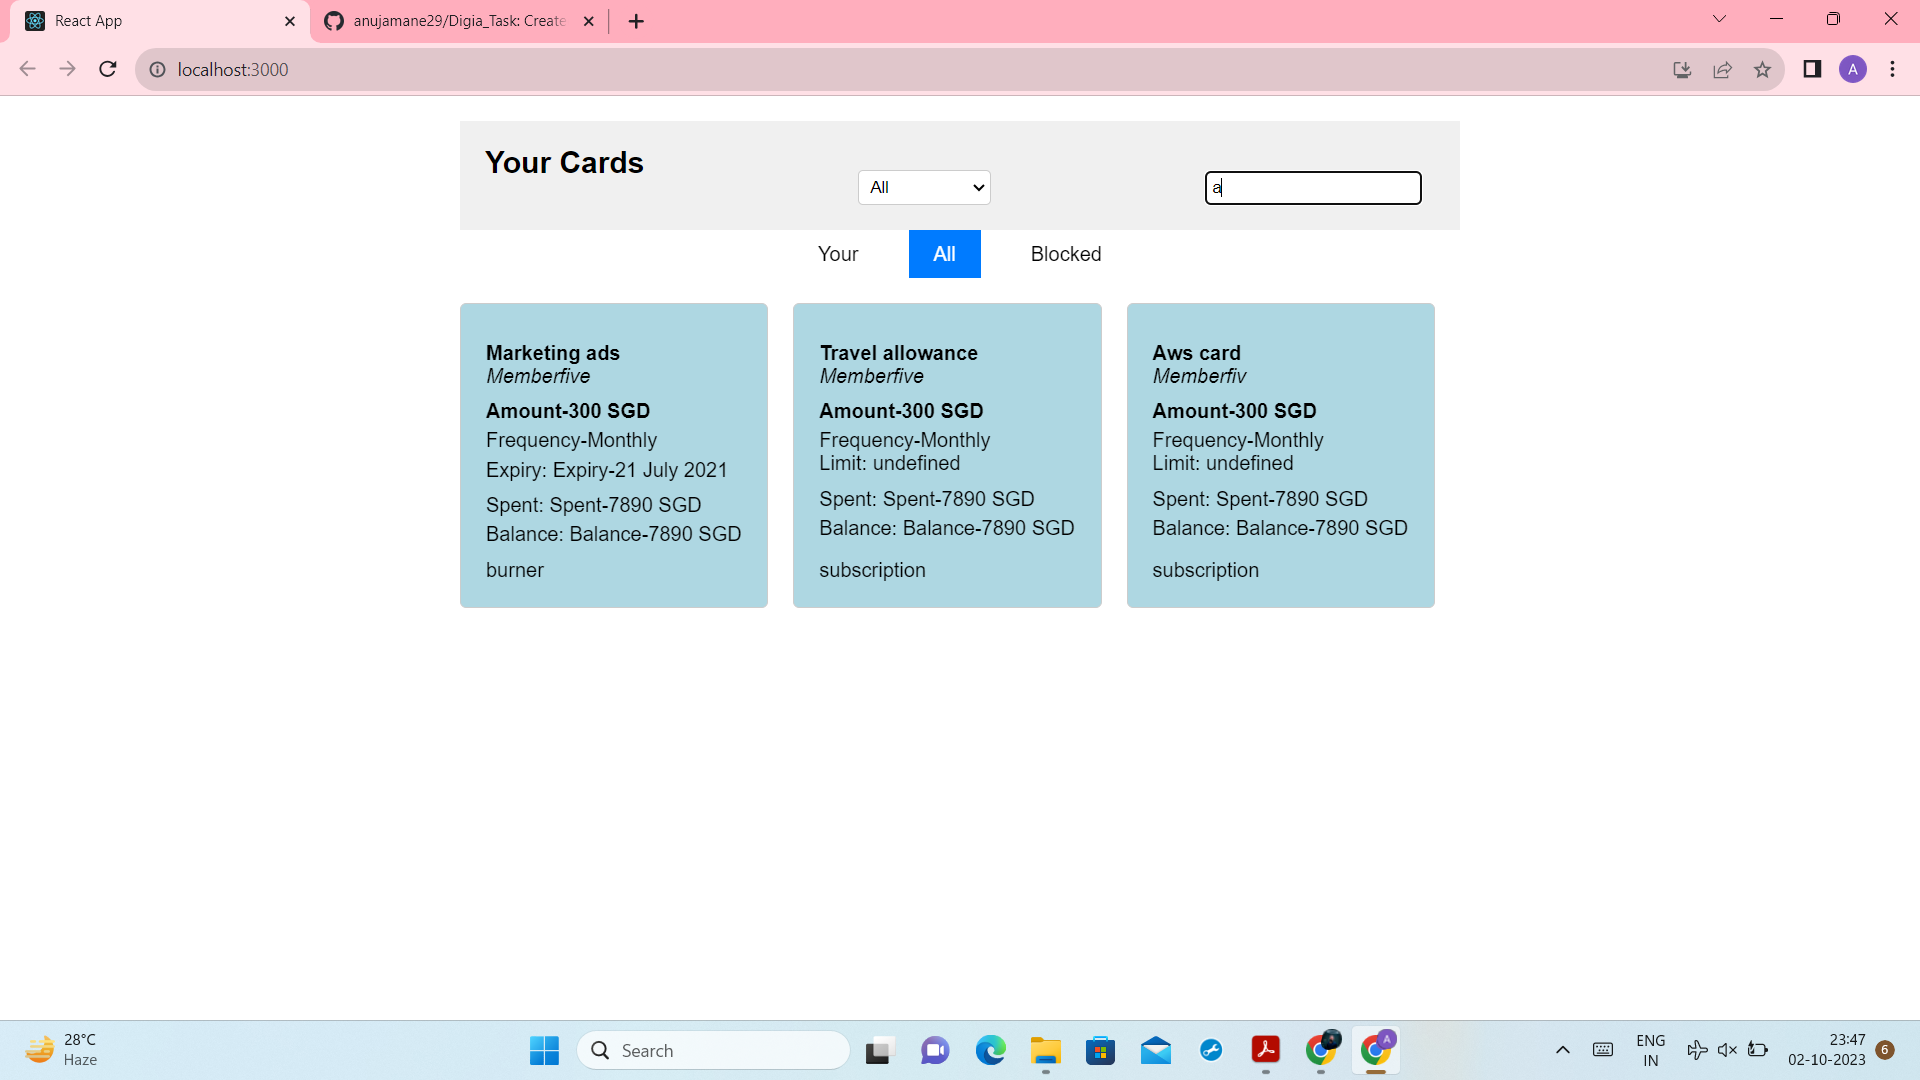 React App
anujamane29/Digia_Task: Create
localhost:3000
A
Your Cards
All
a
Your
All
Blocked
Marketing ads
Memberfive
Amount-300 SGD
Frequency-Monthly
Expiry: Expiry-21 July 2021
Spent: Spent-7890 SGD
Balance: Balance-7890 SGD
burner
Travel allowance
Memberfive
Amount-300 SGD
Frequency-Monthly
Limit: undefined
Spent: Spent-7890 SGD
Balance: Balance-7890 SGD
subscription
Aws card
Memberfiv
Amount-300 SGD
Frequency-Monthly
Limit: undefined
Spent: Spent-7890 SGD
Balance: Balance-7890 SGD
subscription
28°C
Haze
Search
A
ENG
IN
23:47
02-10-2023
6